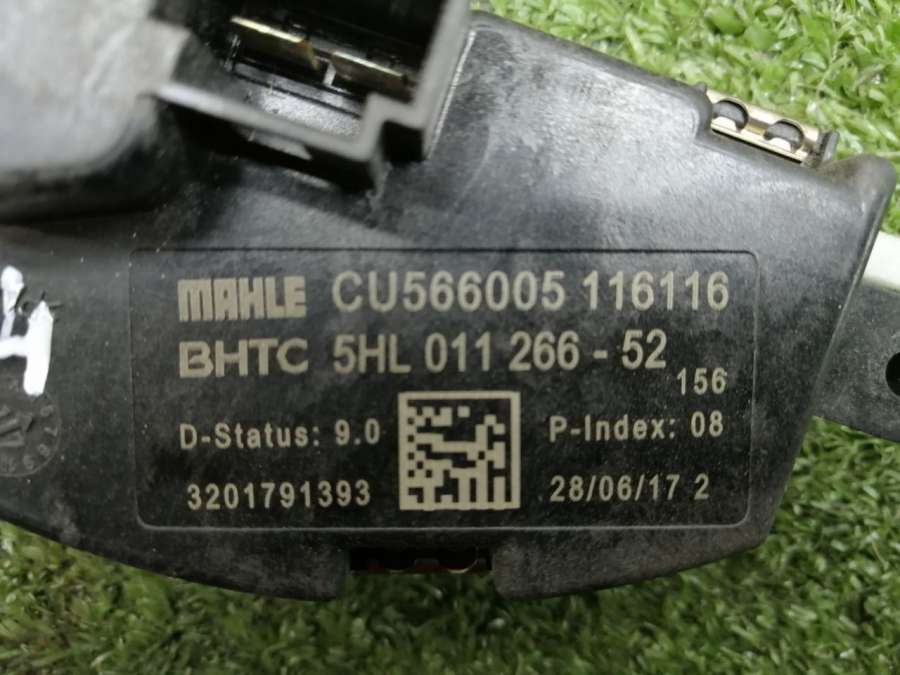 MAHLE CU566005 116116
BHTC 5HL 011 266 - 52
156
D-Status: 9.0 P-Index: 08
3201791393 28/06/17 2
H